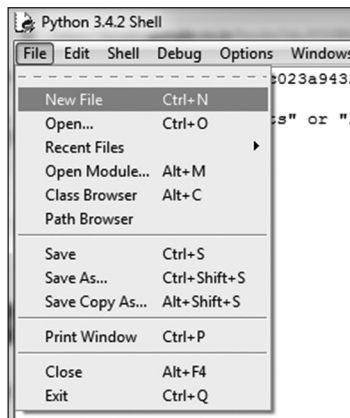 Python 3.4.2 Shell
File Edit Shell Debug Options Windows
023a943
New File Ctrl+N
Open... Ctrl+O
Recent Files
Open Module... Alt+M
Class Browser Alt+C
Path Browser
Save Ctrl+S
Save As... Ctrl+Shift+S
Save Copy As... Alt+Shift+S
Print Window Ctrl+P
Close Alt+F4
Exit Ctrl+Q
s" or "